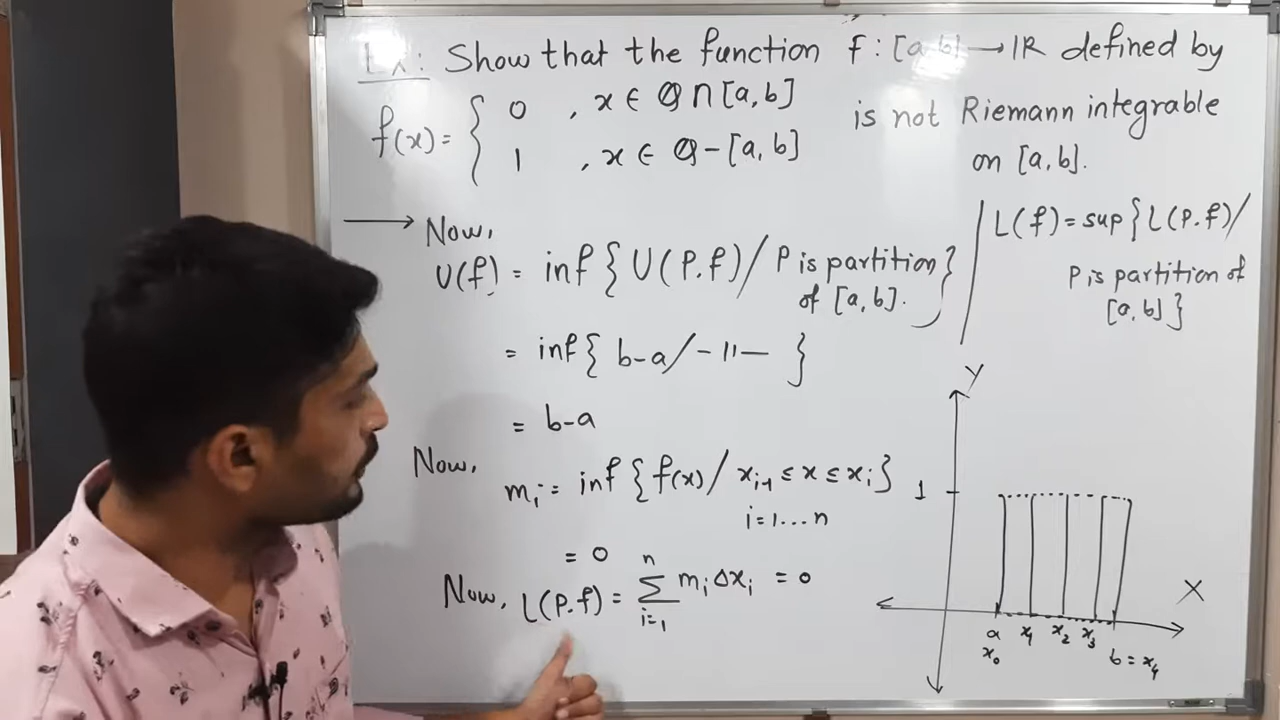 Ex: Show that the function f : [a, b] → IR defined by
f(x) = { 0 , x ∈ Q ∩ [a, b]
1 , x ∈ Q - [a, b]
is not Riemann integrable
on [a, b].
→ Now,
U(f) = inf { U(P.f) / P is partition
of [a, b]. }
= inf { b-a / -11- }
= b-a
Now,
mᵢ = inf { f(x) / xᵢ₋₁ ≤ x ≤ xᵢ }
i = 1...n
= 0
Now, L(P.f) = Σ mᵢ Δxᵢ = 0
n
i=1
L(f) = sup { L(P.f) /
P is partition of
[a, b] }
Y
1
X
a x₁ x₂ x₃ b = x₄
x₀